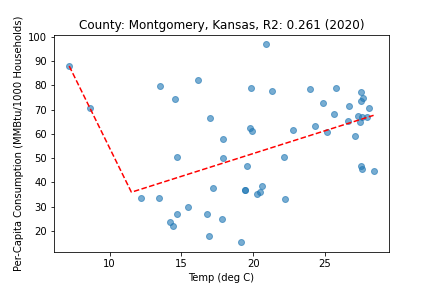 County: Montgomery, Kansas, R2: 0.261 (2020)
Per-Capita Consumption (MMBtu/1000 Households)
100
90
80
70
60
50
40
30
20
10 15 20 25
Temp (deg C)